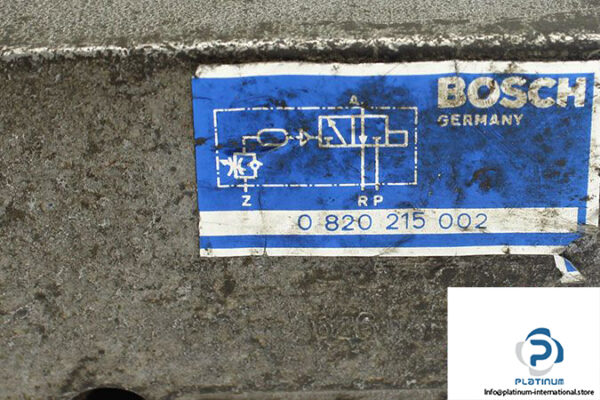 BOSCH
GERMANY
A
Z
R P
0 820 215 002
PLATINUM
Info@platinum-international.store